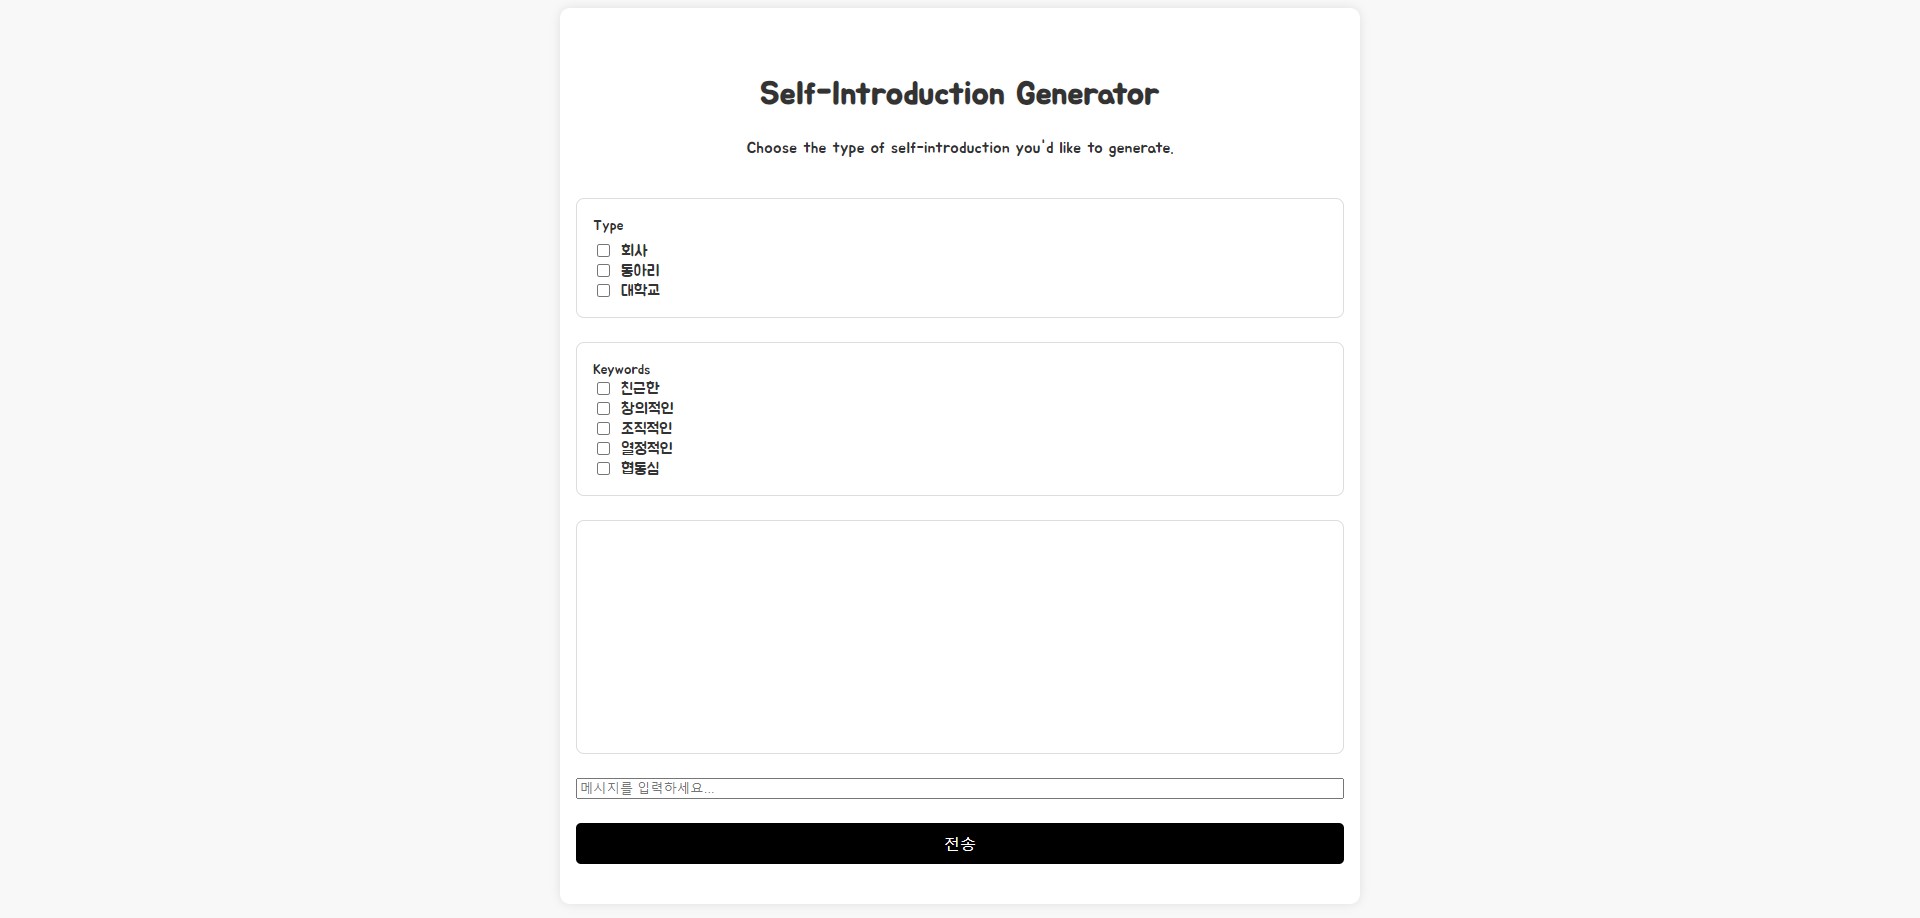 Self-Introduction Generator
Choose the type of self-introduction you'd like to generate.
Type
회사
동아리
대학교
Keywords
친근한
창의적인
조직적인
열정적인
협동심
메시지를 입력하세요...
전송